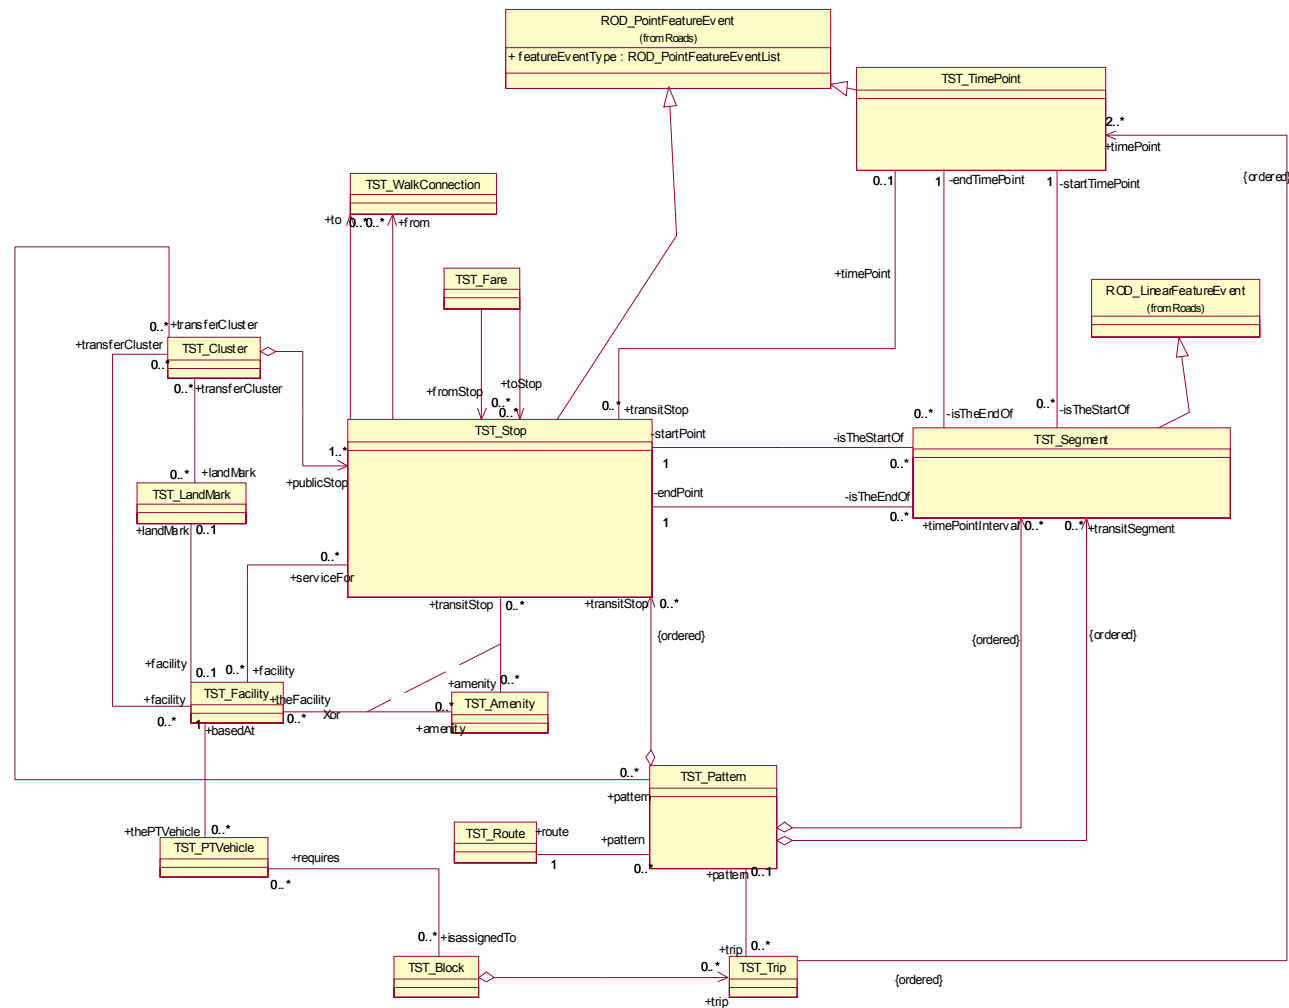 ROD_PointFeatureEvent
(from Roads)
+ featureEventType : ROD_PointFeatureEventList
TST_TimePoint
2..*
+timePoint
{ordered}
0..1
1
-endTimePoint
1
-startTimePoint
TST_WalkConnection
+to
0..*
0..*
+from
+timePoint
TST_Fare
ROD_LinearFeatureEvent
(from Roads)
0..*
+transferCluster
+transferCluster
TST_Cluster
0..*
0..*
+transferCluster
+fromStop
+toStop
0..*
0..*
0..*
+transitStop
0..*
-isTheEndOf
0..*
-isTheStartOf
TST_Stop
-startPoint
1
-isTheStartOf
0..*
TST_Segment
1..*
+publicStop
0..*
+landMark
TST_LandMark
-endPoint
1
-isTheEndOf
0..*
+landMark
0..1
+timePointInterval
0..*
0..*
+transitSegment
0..*
+serviceFor
+transitStop
0..*
+transitStop
0..*
{ordered}
{ordered}
{ordered}
+facility
0..1
0..*
+facility
+amenity
0..*
TST_Facility
+theFacility
0..*
Xor
0..*
+amenity
TST_Amenity
+facility
0..*
1
+basedAt
TST_Pattern
0..*
+pattern
+thePTVehicle
0..*
TST_PTVehicle
TST_Route
+route
1
+pattern
0..*
+requires
0..*
+pattern
0..1
0..*
+isassignedTo
+trip
0..*
TST_Block
0..*
TST_Trip
+trip
{ordered}